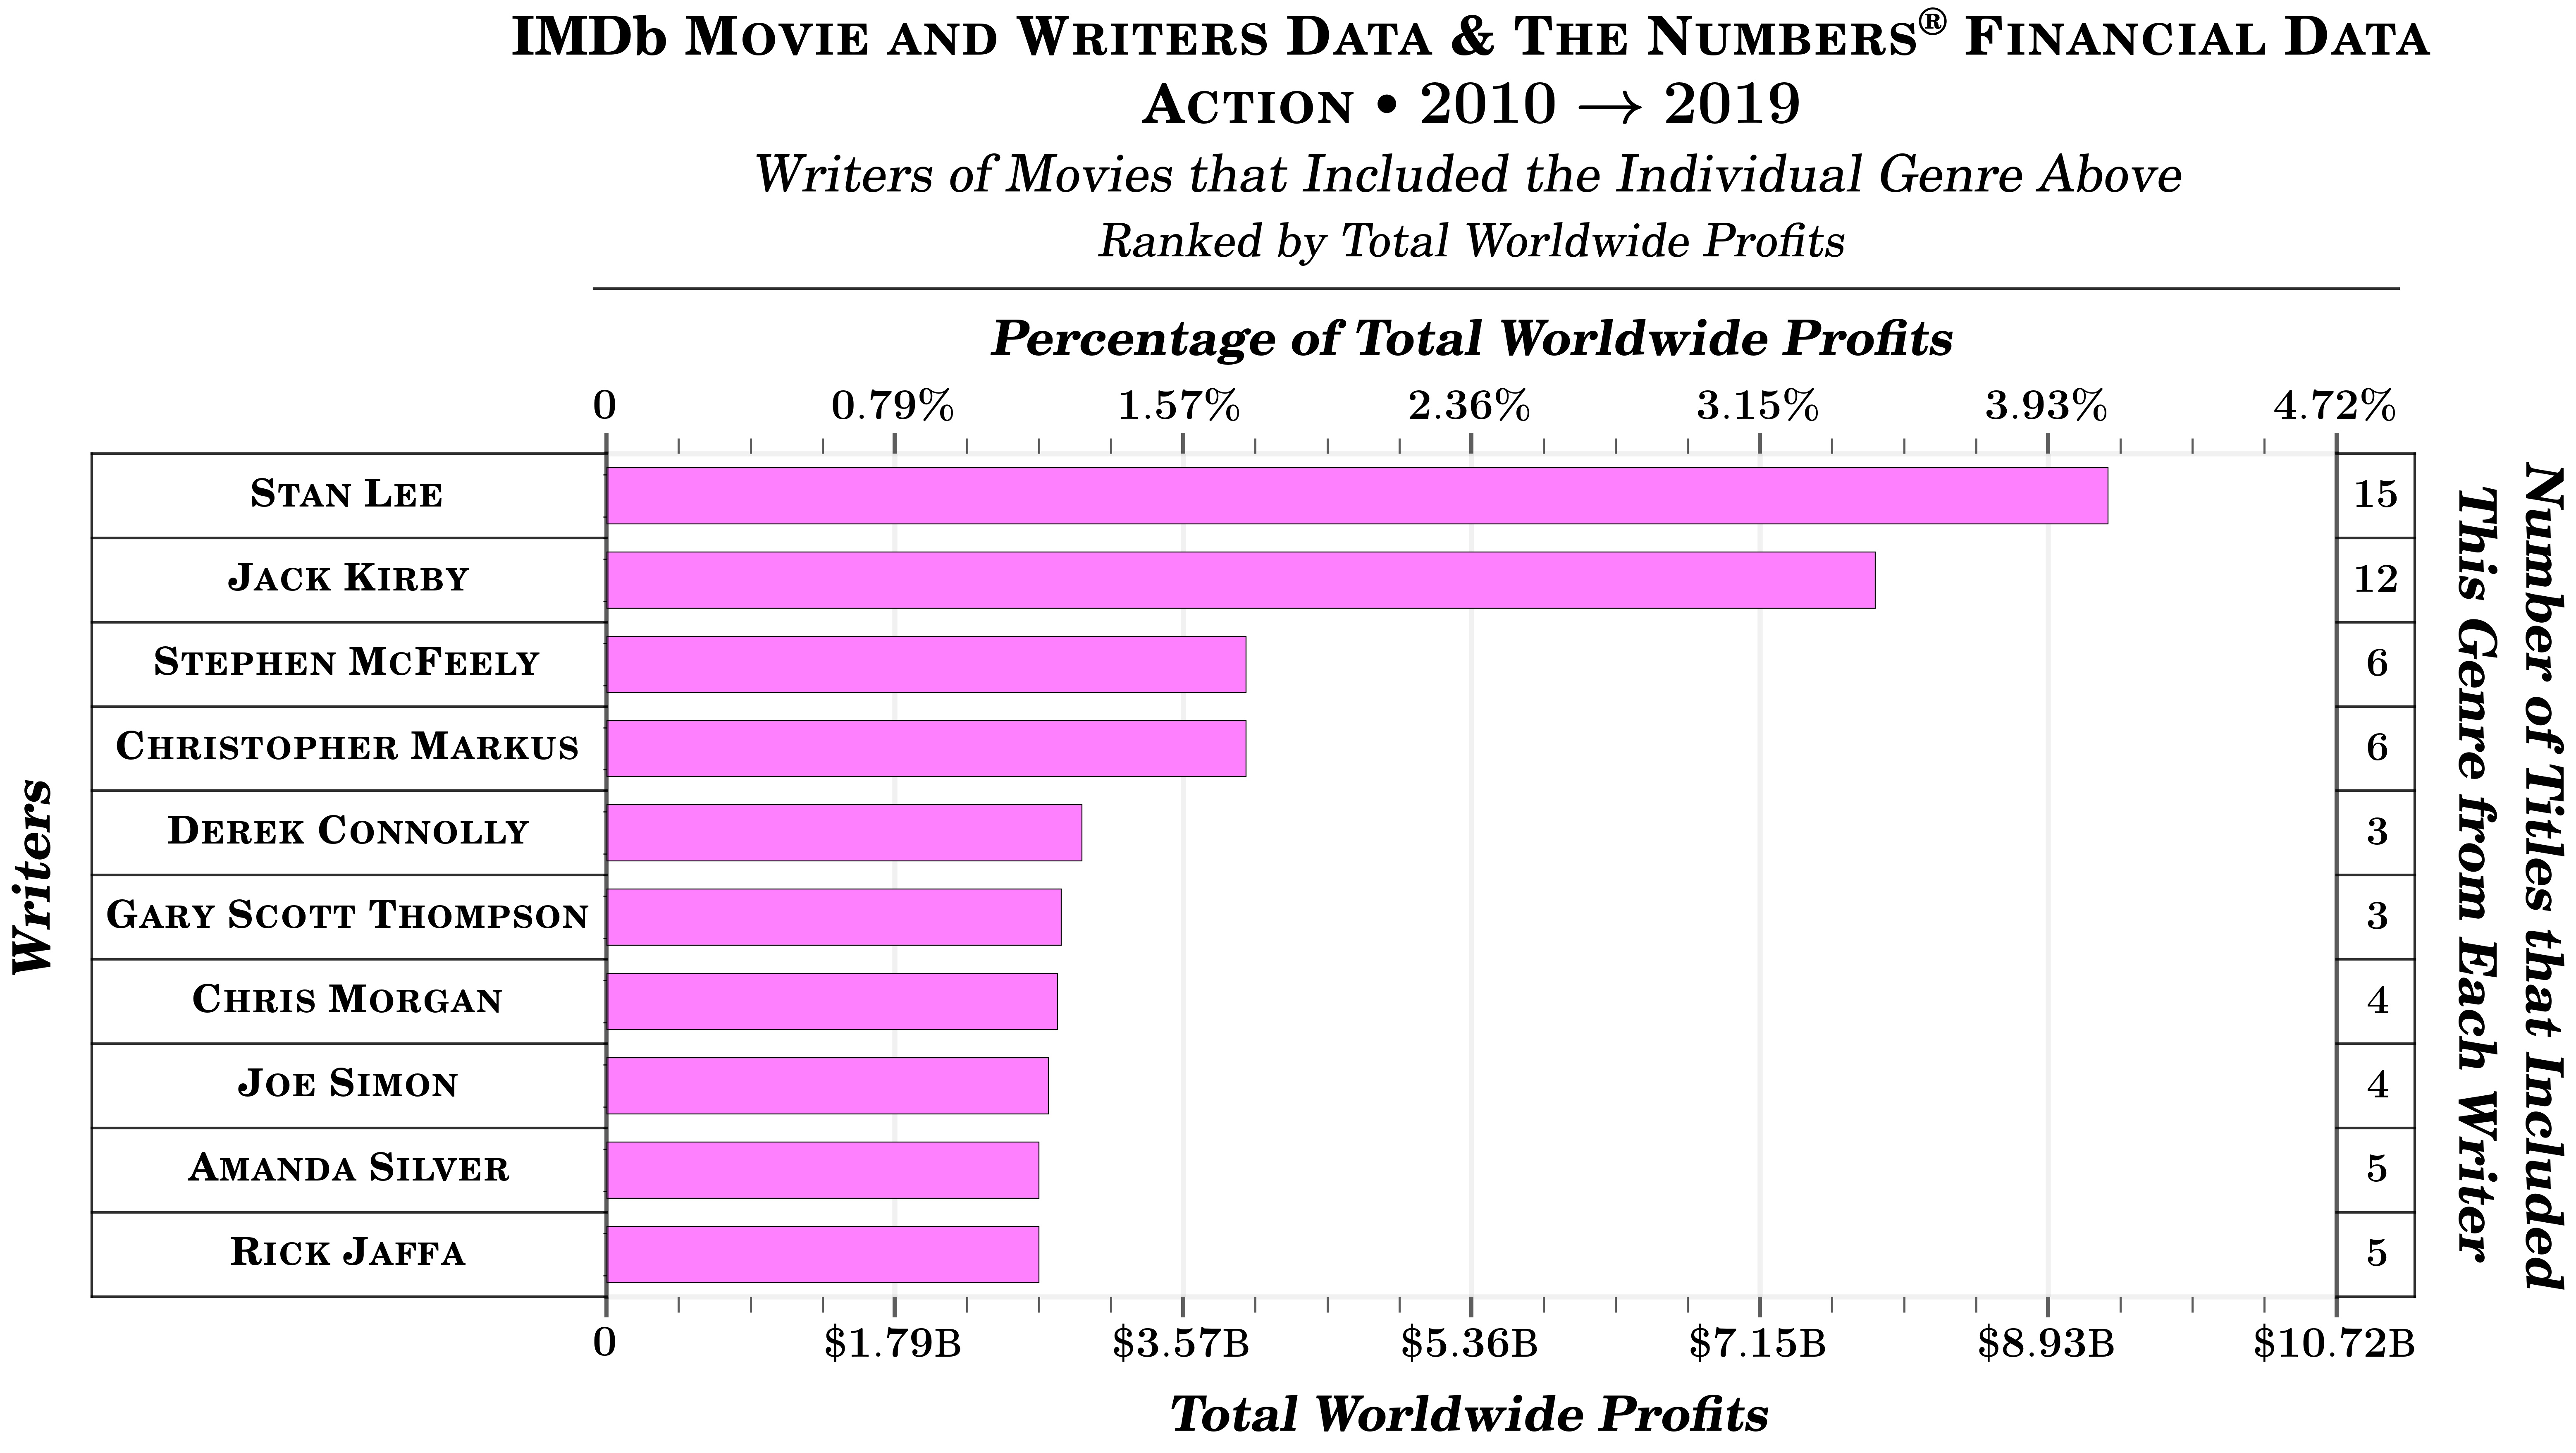 IMDb Movie and Writers Data & The Numbers® Financial Data
Action • 2010 → 2019
Writers of Movies that Included the Individual Genre Above
Ranked by Total Worldwide Profits
Percentage of Total Worldwide Profits
0 0.79% 1.57% 2.36% 3.15% 3.93% 4.72%
Writers
Stan Lee 15
Jack Kirby 12
Stephen McFeely 6
Christopher Markus 6
Derek Connolly 3
Gary Scott Thompson 3
Chris Morgan 4
Joe Simon 4
Amanda Silver 5
Rick Jaffa 5
Number of Titles that Included
This Genre from Each Writer
0 $1.79B $3.57B $5.36B $7.15B $8.93B $10.72B
Total Worldwide Profits